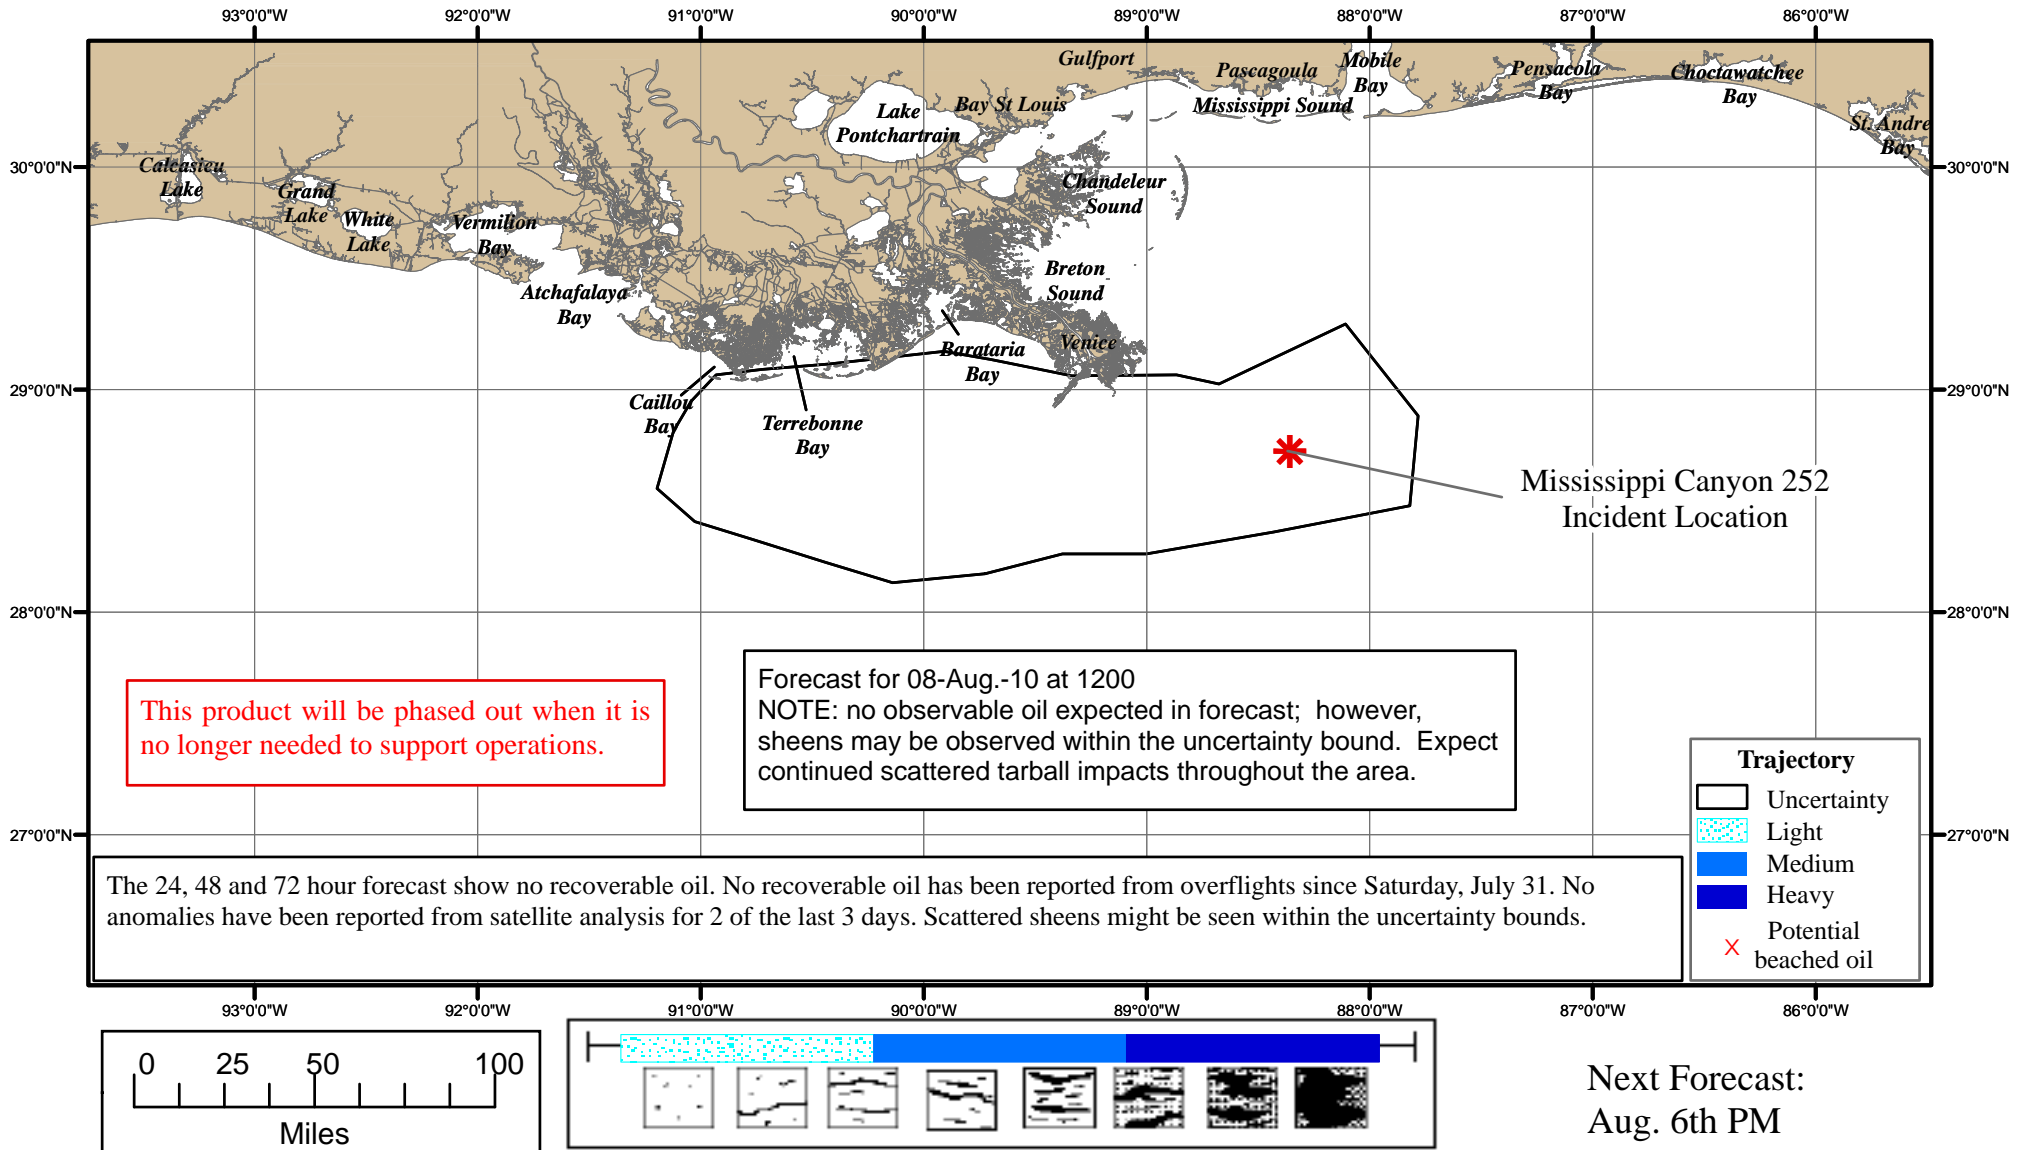 93°0'0"W 92°0'0"W 91°0'0"W 90°0'0"W 89°0'0"W 88°0'0"W 87°0'0"W 86°0'0"W
Gulfport
Pascagoula
Mobile
Bay
Pensacola
Bay
Choctawatchee
Bay
St. Andre
Bay
Mississippi Sound
Bay St Louis
Lake
Pontchartrain
30°0'0"N
30°0'0"N
Calcasieu
Lake
Grand
Lake
White
Lake
Vermilion
Bay
Chandeleur
Sound
Breton
Sound
Atchafalaya
Bay
Venice
Barataria
Bay
29°0'0"N
29°0'0"N
Caillou
Bay
Terrebonne
Bay
Mississippi Canyon 252
Incident Location
28°0'0"N
28°0'0"N
This product will be phased out when it is
no longer needed to support operations.
Forecast for 08-Aug.-10 at 1200
NOTE: no observable oil expected in forecast; however,
sheens may be observed within the uncertainty bound. Expect
continued scattered tarball impacts throughout the area.
27°0'0"N
27°0'0"N
Trajectory
Uncertainty
Light
Medium
Heavy
Potential
beached oil
The 24, 48 and 72 hour forecast show no recoverable oil. No recoverable oil has been reported from overflights since Saturday, July 31. No
anomalies have been reported from satellite analysis for 2 of the last 3 days. Scattered sheens might be seen within the uncertainty bounds.
93°0'0"W 92°0'0"W 91°0'0"W 90°0'0"W 89°0'0"W 88°0'0"W 87°0'0"W 86°0'0"W
0 25 50 100
Miles
Next Forecast:
Aug. 6th PM